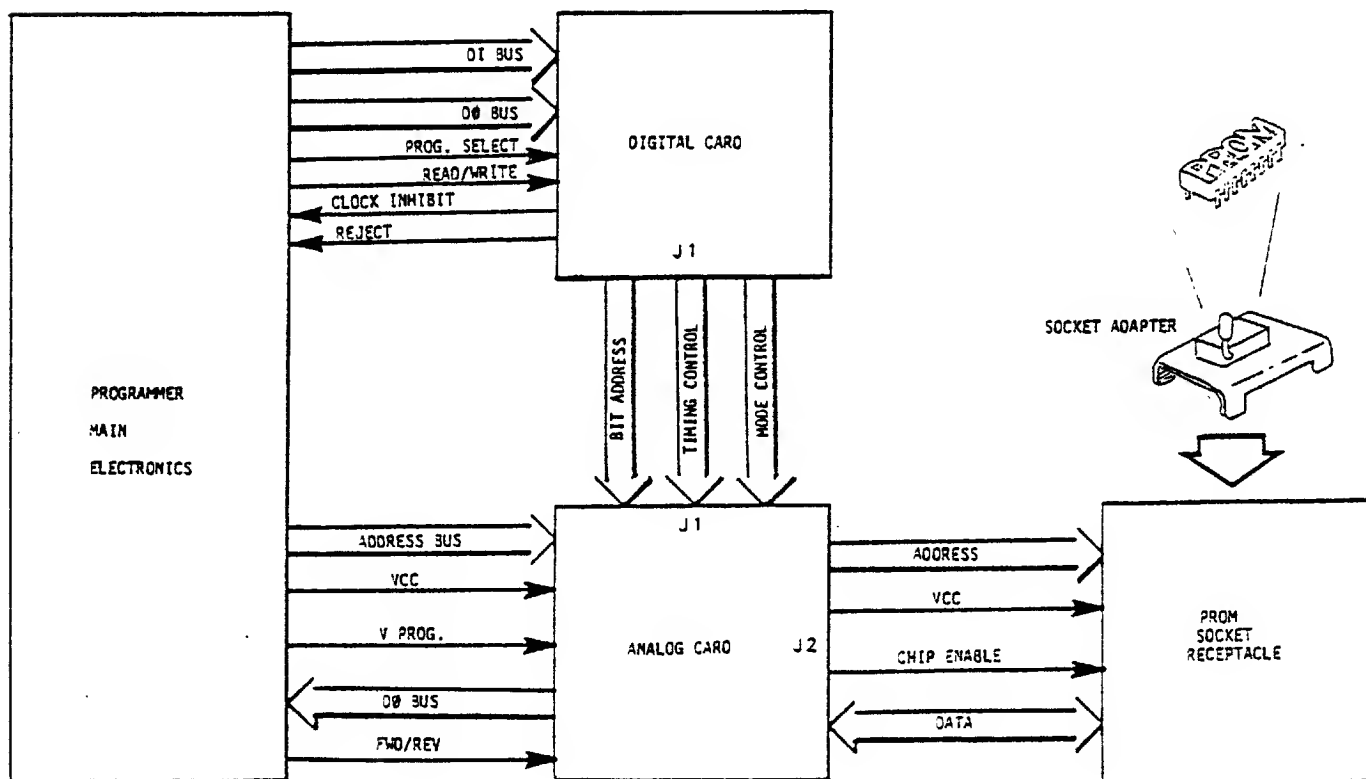 DI BUS
DØ BUS
PROG. SELECT
READ/WRITE
CLOCK INHIBIT
REJECT
DIGITAL CARD
J1
PROM
SOCKET ADAPTER
BIT ADDRESS
TIMING CONTROL
MODE CONTROL
PROGRAMMER
MAIN
ELECTRONICS
J1
ADDRESS BUS
VCC
V PROG.
DØ BUS
FWD/REV
ANALOG CARD
J2
ADDRESS
VCC
CHIP ENABLE
DATA
PROM
SOCKET
RECEPTACLE